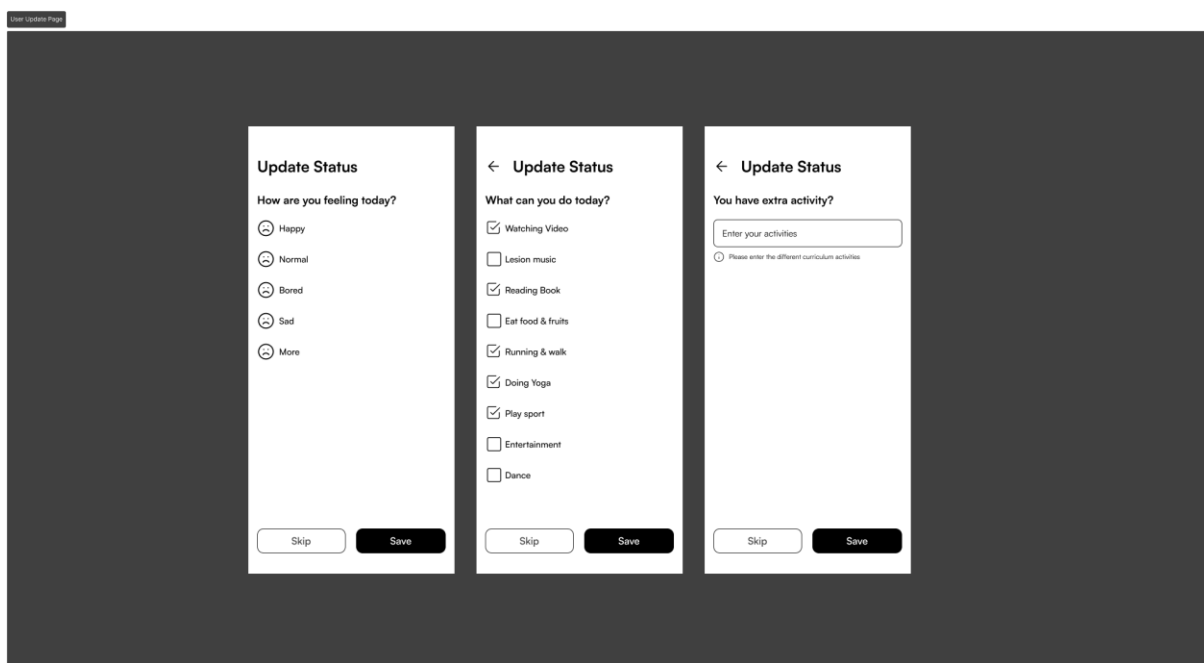 User Update Page
Update Status
How are you feeling today?
Happy
Normal
Bored
Sad
More
Skip
Save
Update Status
What can you do today?
Watching Video
Lesion music
Reading Book
Eat food & fruits
Running & walk
Doing Yoga
Play sport
Entertainment
Dance
Skip
Save
Update Status
You have extra activity?
Enter your activities
Please enter the different curriculum activities
Skip
Save